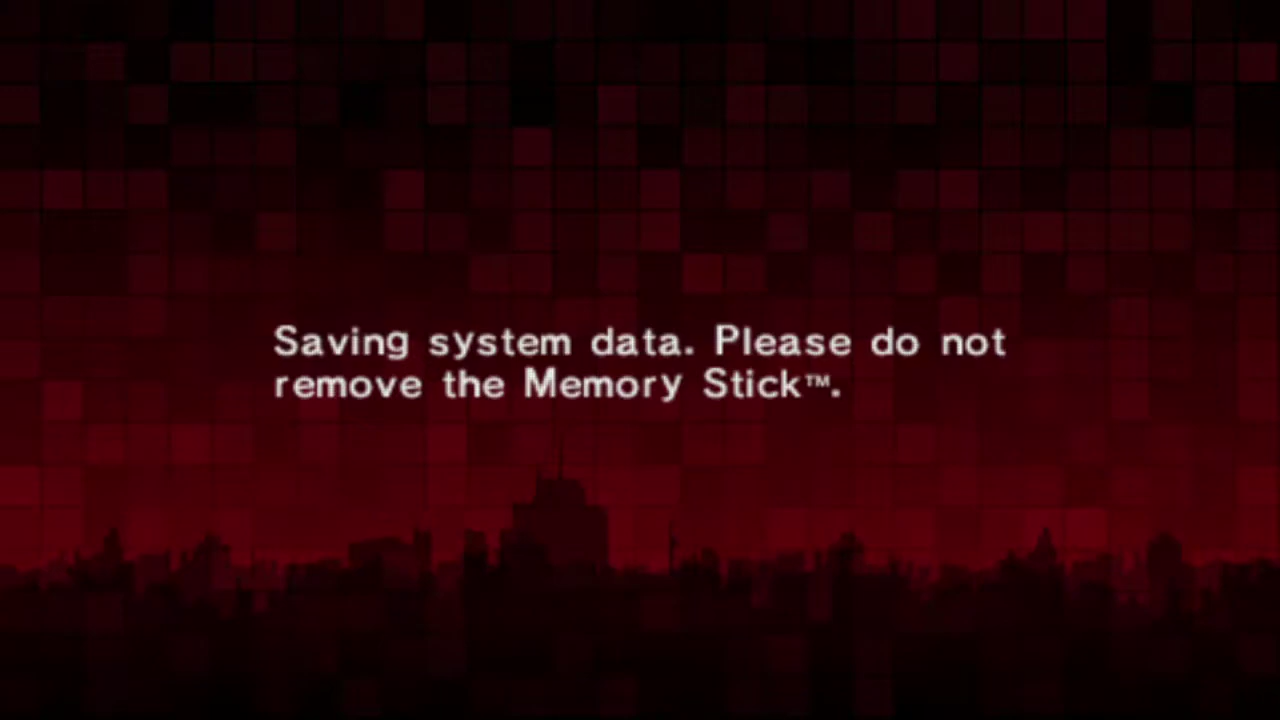 Saving system data. Please do not
remove the Memory Stick™.